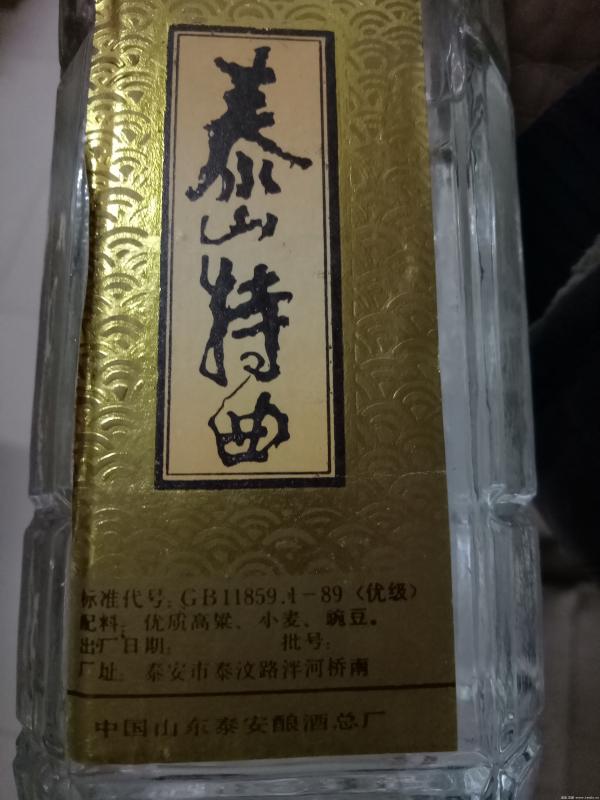 泰山特曲
标准代号: GB11859.1-89 (优级)
配料: 优质高粱、小麦、豌豆。
出厂日期: 批号:
厂址: 泰安市泰汶路泮河桥南
中国山东泰安酿酒总厂